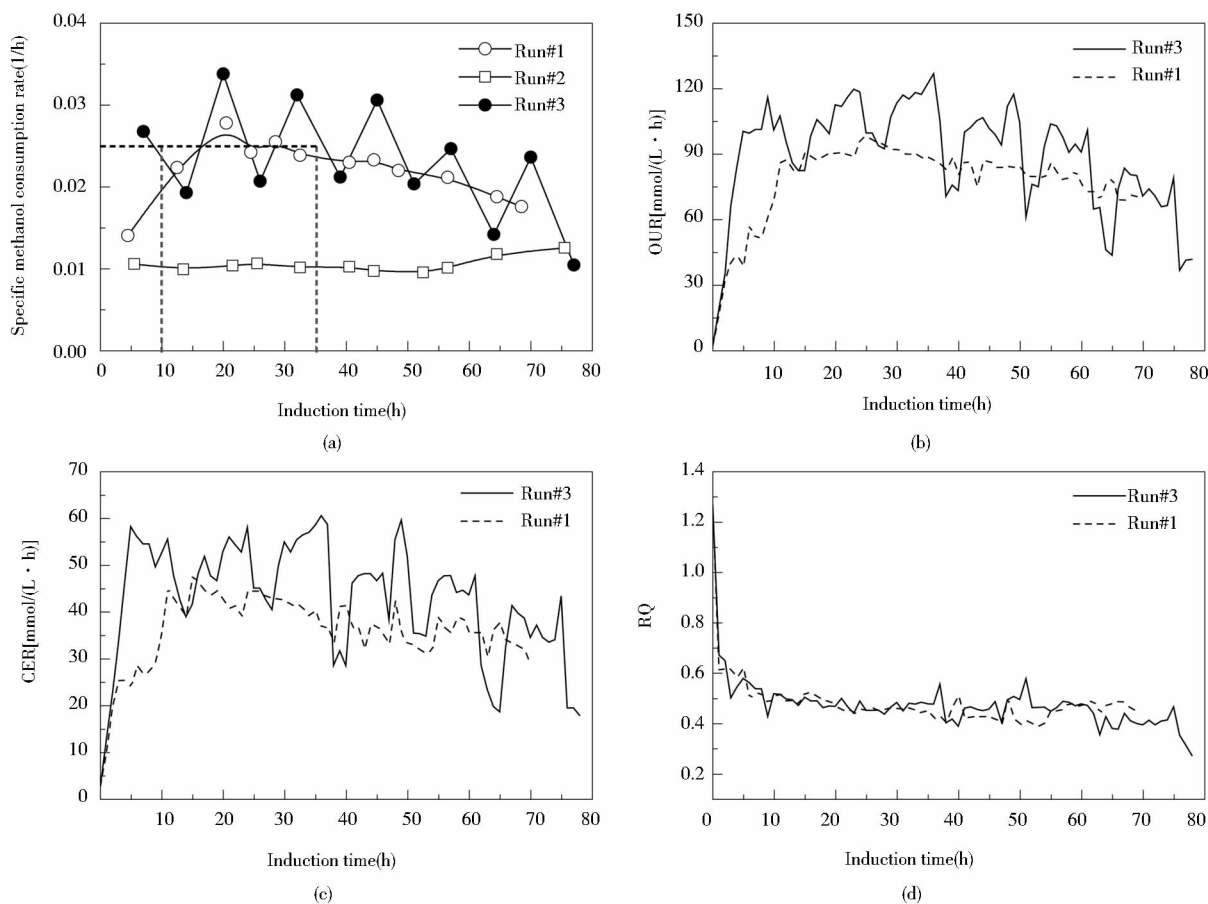 Specific methanol consumption rate(1/h)
0.04
0.03
0.02
0.01
0.00
0 10 20 30 40 50 60 70 80
Run#1
Run#2
Run#3
Induction time(h)
(a)
OUR[mmol/(L·h)]
150
120
90
60
30
0
10 20 30 40 50 60 70 80
Run#3
Run#1
Induction time(h)
(b)
CER[mmol/(L·h)]
70
60
50
40
30
20
10
0
10 20 30 40 50 60 70 80
Run#3
Run#1
Induction time(h)
(c)
RQ
1.4
1.2
1.0
0.8
0.6
0.4
0.2
0 10 20 30 40 50 60 70 80
Run#3
Run#1
Induction time(h)
(d)